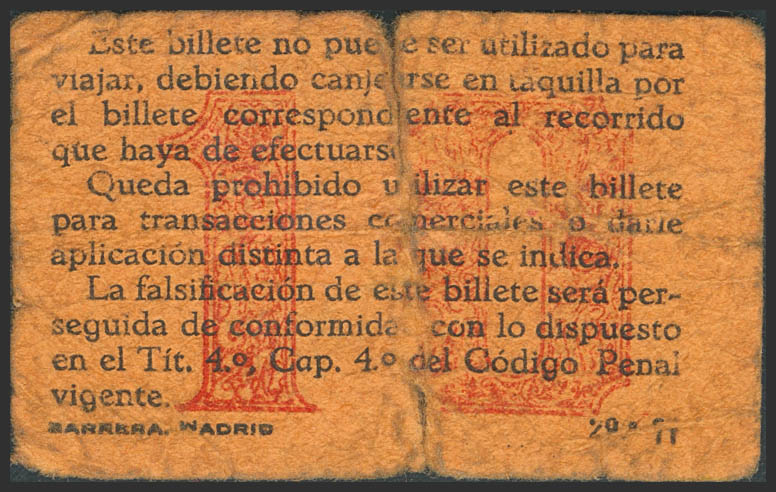 Este billete no puede ser utilizado para
viajar, debiendo canjearse en taquilla por
el billete correspondiente al recorrido
que haya de efectuarse
Queda prohibido utilizar este billete
para transacciones comerciales o darle
aplicación distinta a la que se indica.
La falsificación de este billete será per-
seguida de conformidad con lo dispuesto
en el Tít. 4.º, Cap. 4.º del Código Penal
vigente.
BARRERA. MADRID